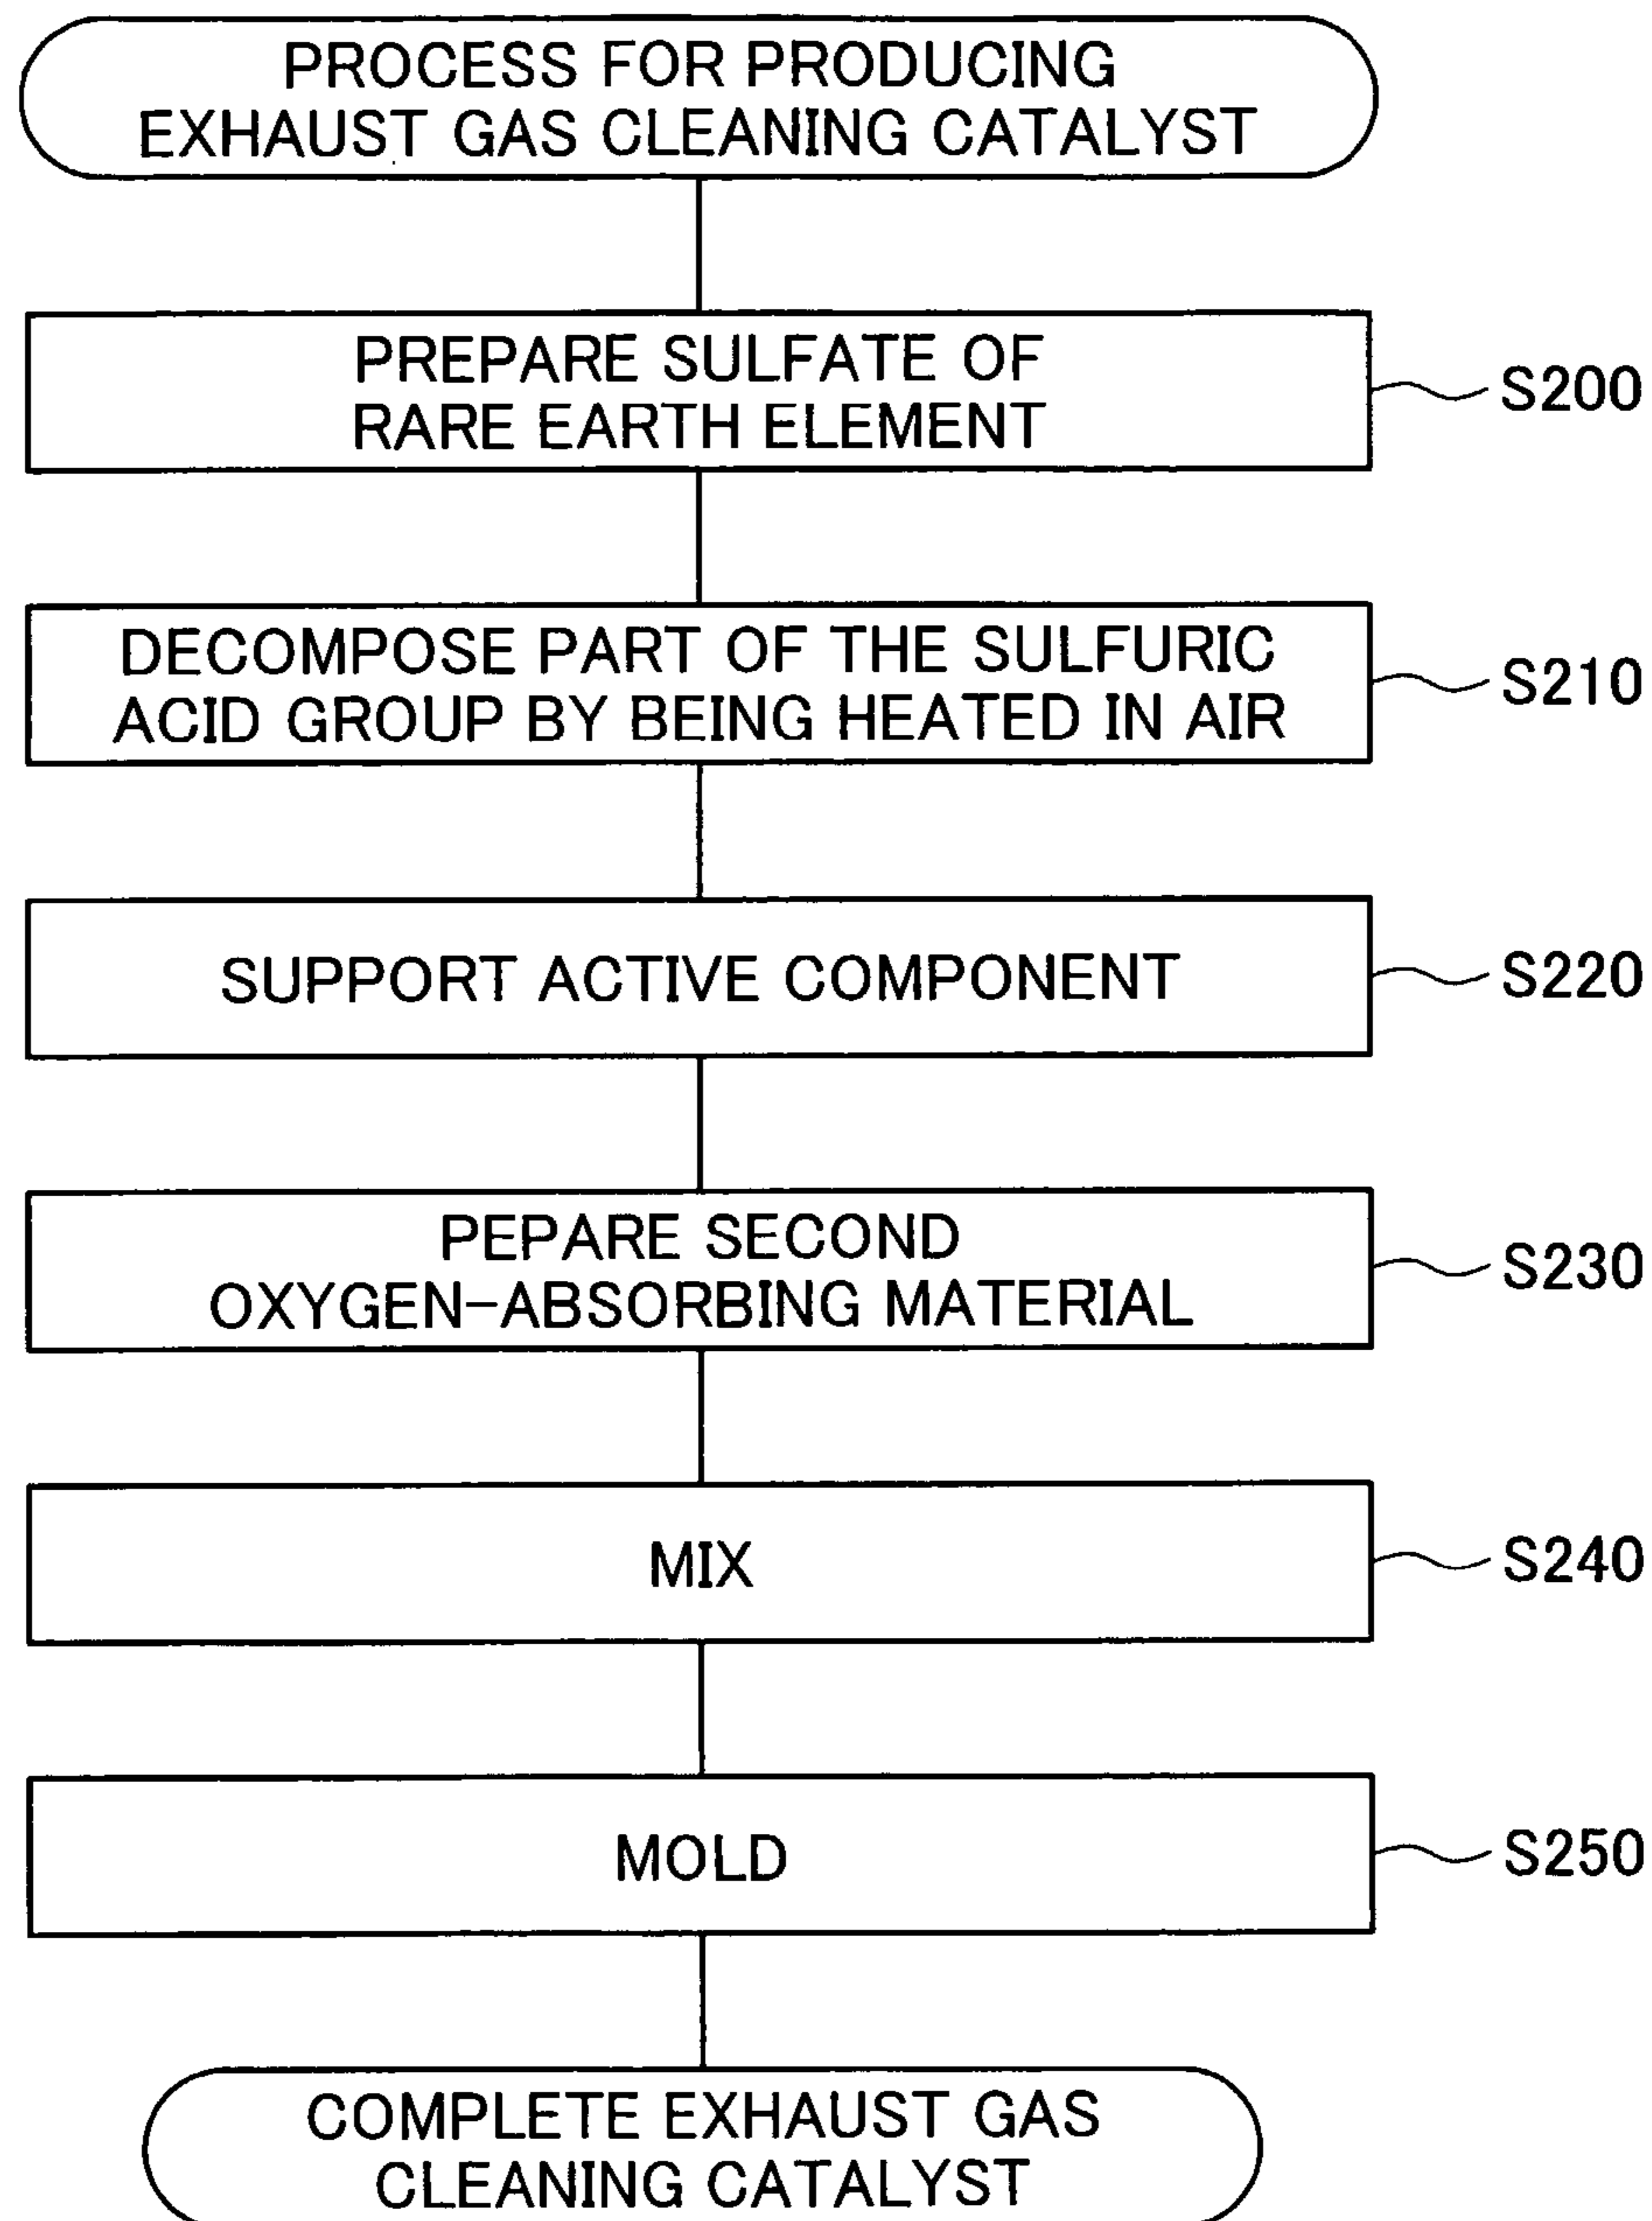 PROCESS FOR PRODUCING
EXHAUST GAS CLEANING CATALYST
PREPARE SULFATE OF
RARE EARTH ELEMENT
S200
DECOMPOSE PART OF THE SULFURIC
ACID GROUP BY BEING HEATED IN AIR
S210
SUPPORT ACTIVE COMPONENT
S220
PEPARE SECOND
OXYGEN-ABSORBING MATERIAL
S230
MIX
S240
MOLD
S250
COMPLETE EXHAUST GAS
CLEANING CATALYST